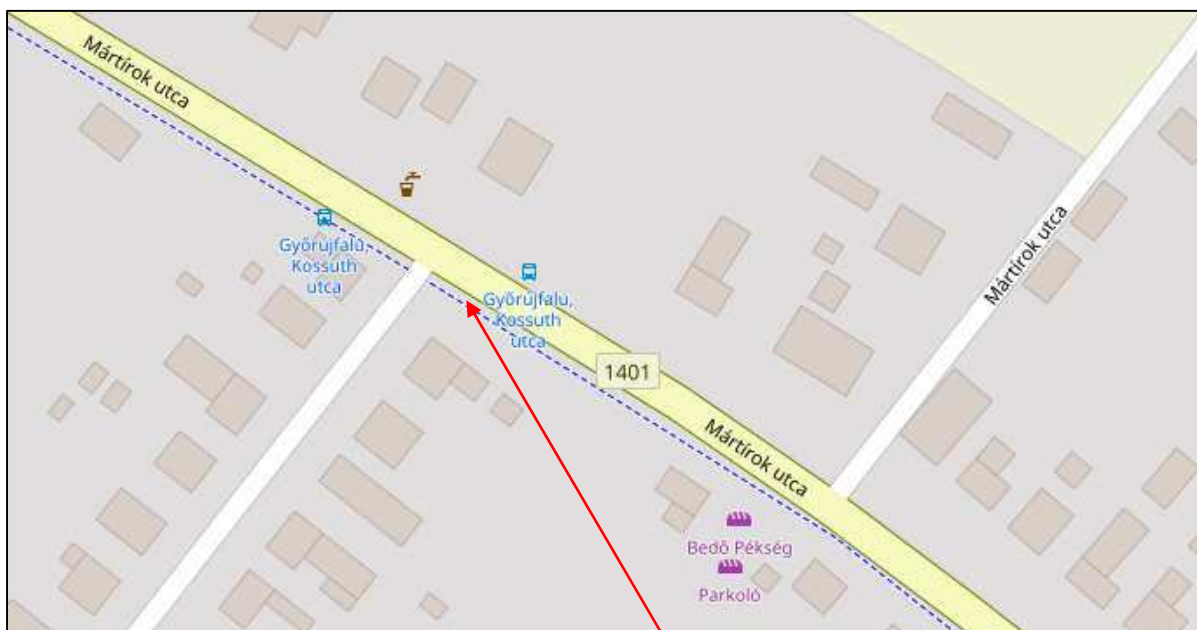 Mártírok utca
Győrújfalu,
Kossuth
utca
Mártírok utca
Győrújfalu,
Kossuth
utca
1401
Mártírok utca
Bedő Pékség
Parkoló